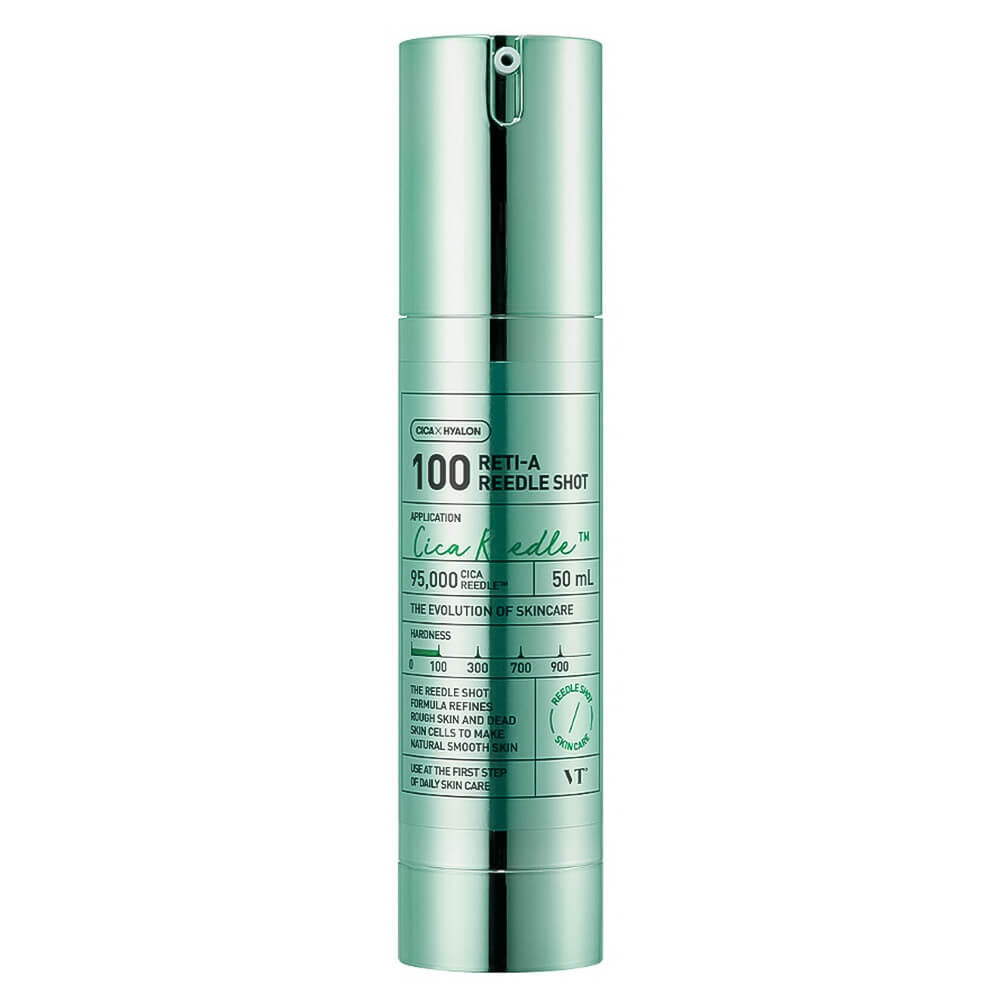 CICA×HYALON
100 RETI-A
REEDLE SHOT
APPLICATION
Cica Reedle™
95,000 CICA
REEDLE™
50 mL
THE EVOLUTION OF SKINCARE
HARDNESS
0 100 300 700 900
THE REEDLE SHOT
FORMULA REFINES
ROUGH SKIN AND DEAD
SKIN CELLS TO MAKE
NATURAL SMOOTH SKIN
REEDLE SHOT
SKINCARE
USE AT THE FIRST STEP
OF DAILY SKIN CARE
VT